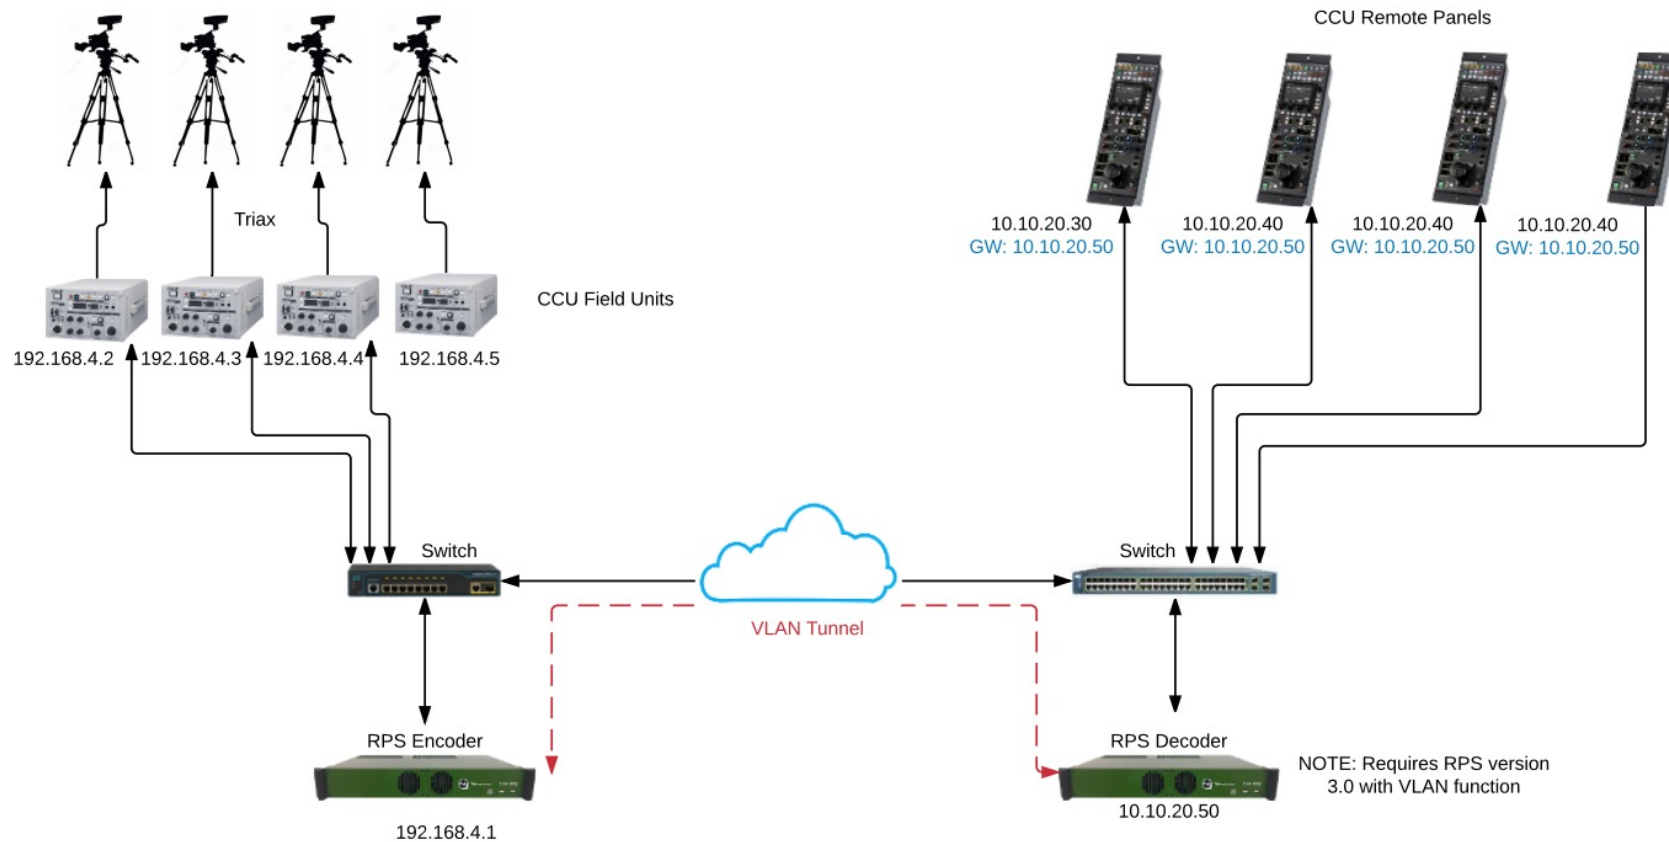 CCU Remote Panels
Triax
10.10.20.30
GW: 10.10.20.50
10.10.20.40
GW: 10.10.20.50
10.10.20.40
GW: 10.10.20.50
10.10.20.40
GW: 10.10.20.50
CCU Field Units
192.168.4.2
192.168.4.3
192.168.4.4
192.168.4.5
Switch
Switch
VLAN Tunnel
RPS Encoder
RPS Decoder
NOTE: Requires RPS version
3.0 with VLAN function
192.168.4.1
10.10.20.50